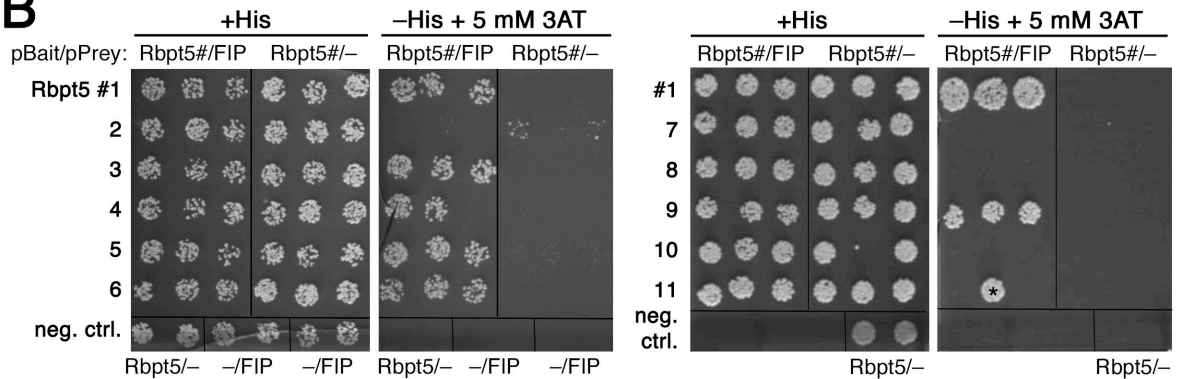 B
+His –His + 5 mM 3AT +His –His + 5 mM 3AT
pBait/pPrey: Rbpt5#/FIP Rbpt5#/– Rbpt5#/FIP Rbpt5#/– Rbpt5#/FIP Rbpt5#/– Rbpt5#/FIP Rbpt5#/–
Rbpt5 #1 #1
2 7
3 8
4 9
5 10
6 11
*
neg. ctrl. neg. ctrl.
Rbpt5/– –/FIP –/FIP Rbpt5/– –/FIP –/FIP Rbpt5/– Rbpt5/–